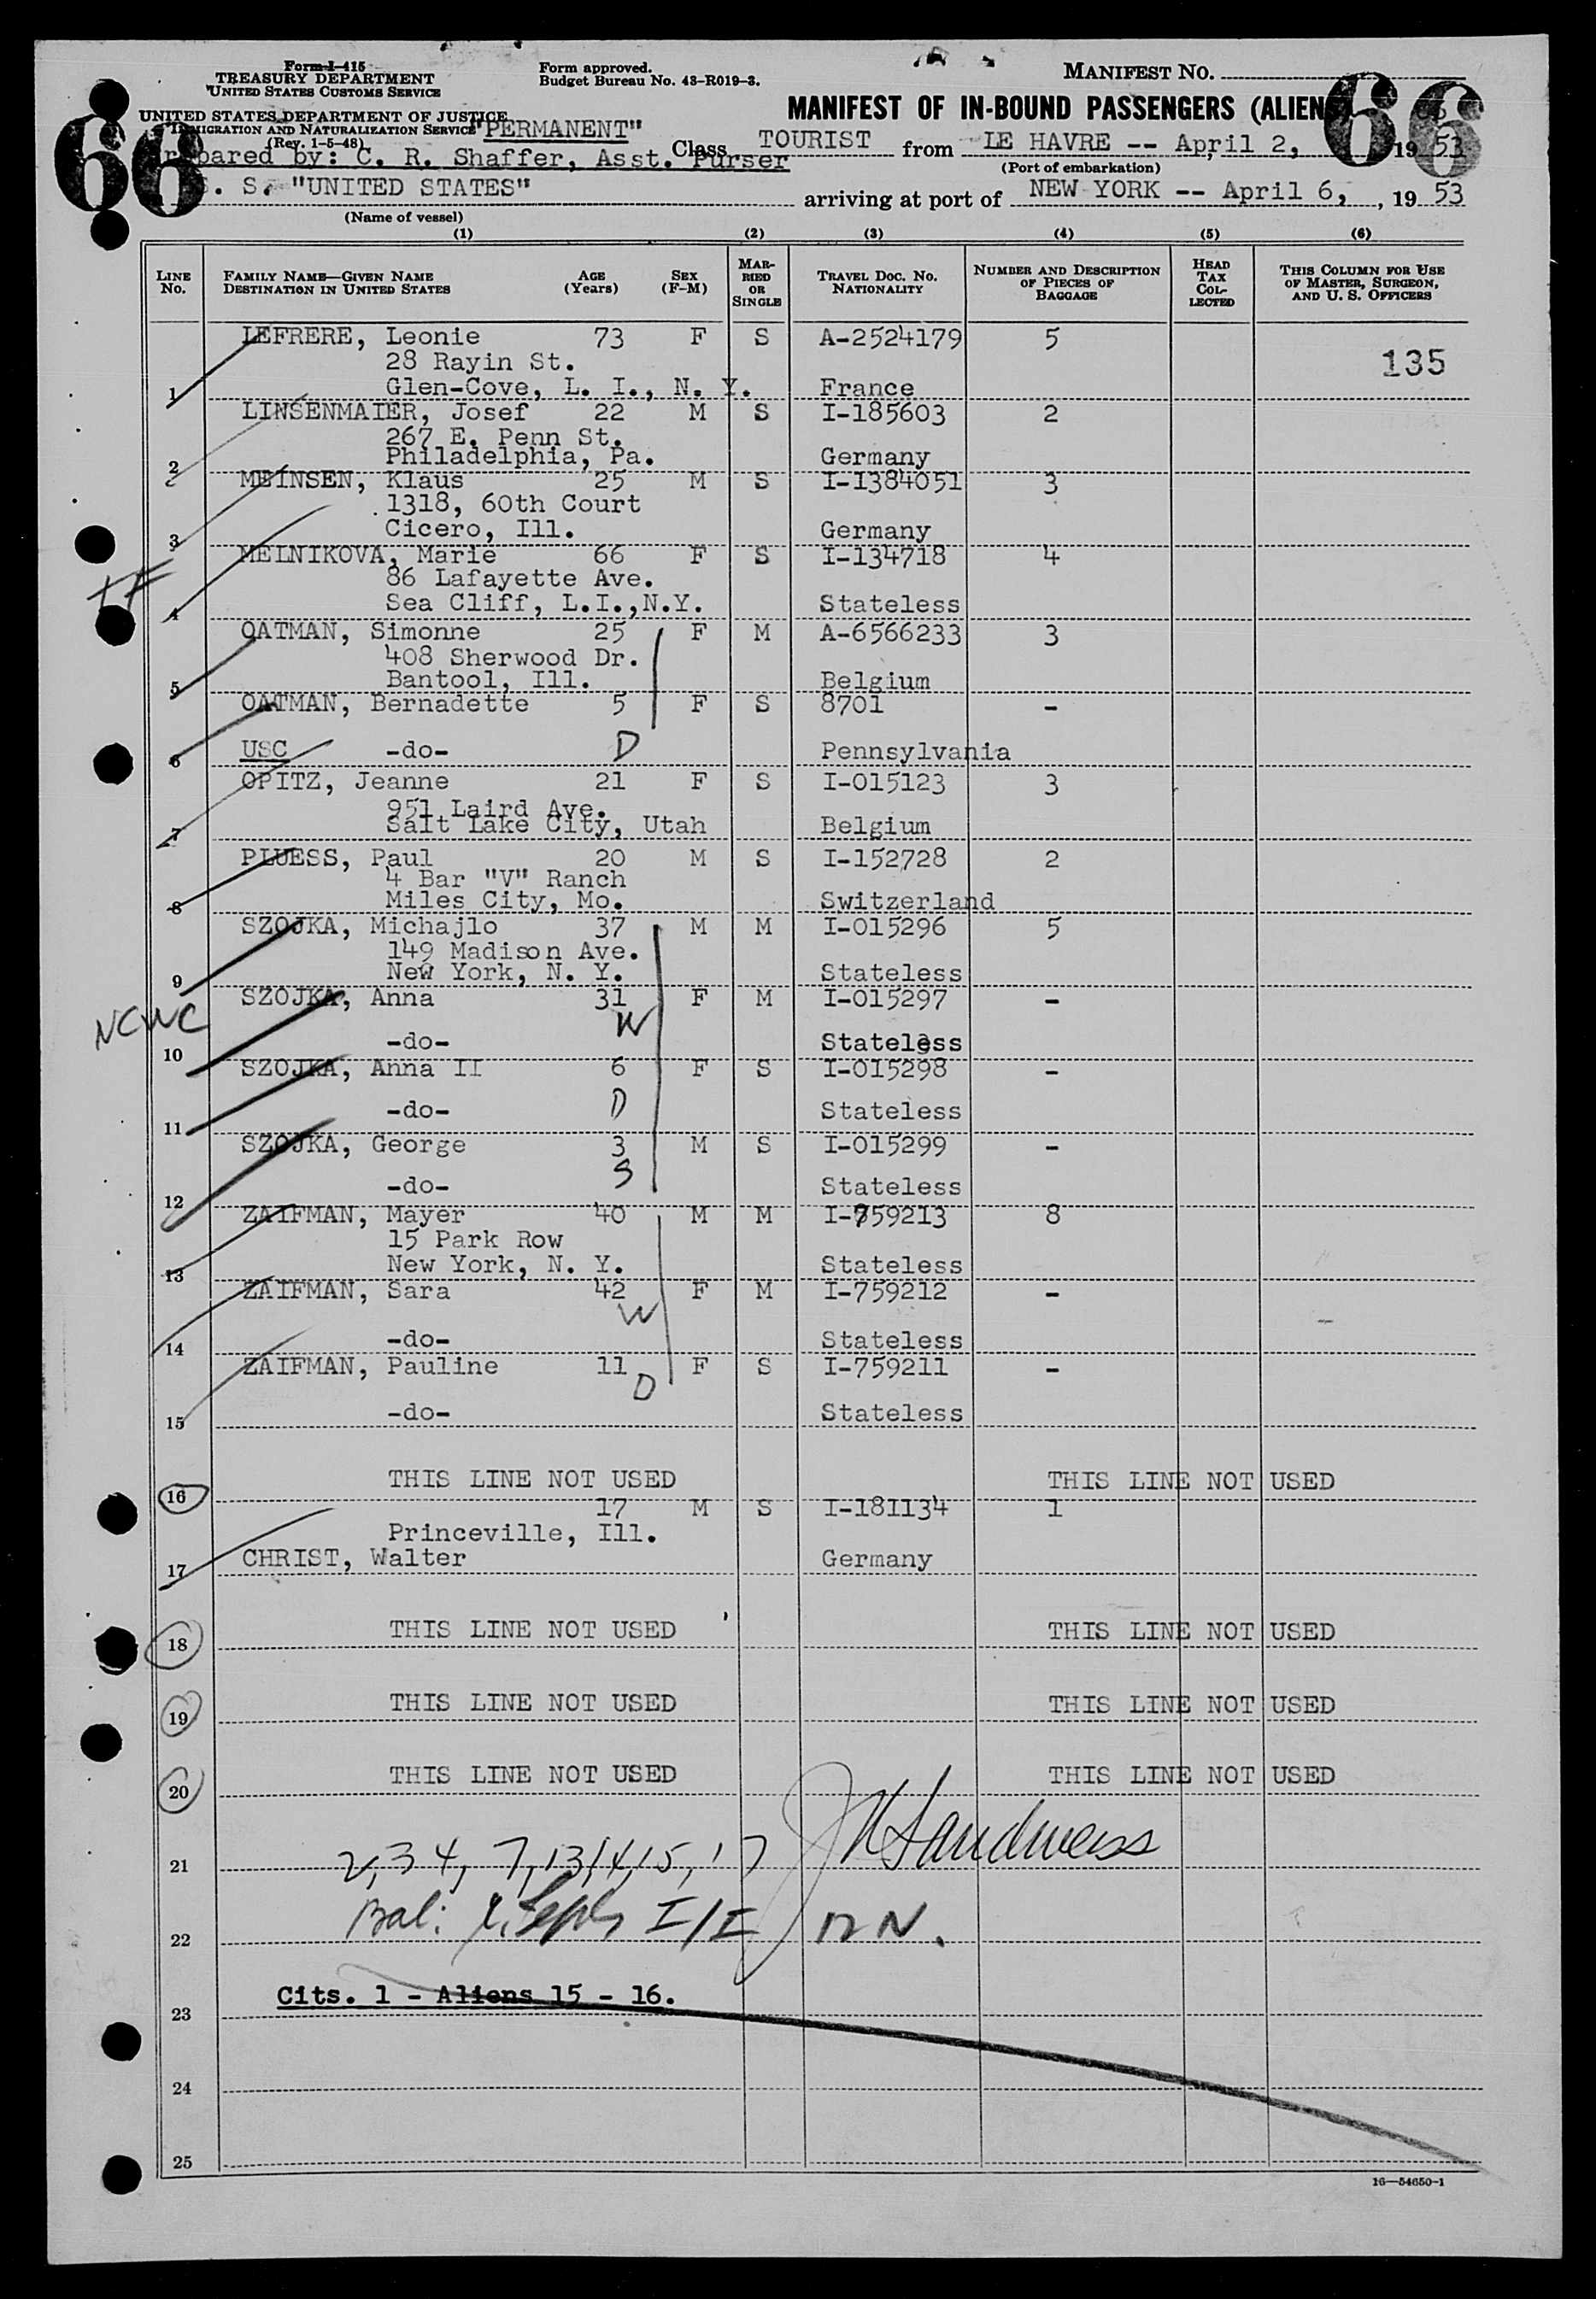 Form I-415
TREASURY DEPARTMENT
UNITED STATES CUSTOMS SERVICE
Form approved.
Budget Bureau No. 43-R019-3.
MANIFEST NO.
UNITED STATES DEPARTMENT OF JUSTICE
IMMIGRATION AND NATURALIZATION SERVICE
(Rev. 1-5-48)
"PERMANENT"
66
MANIFEST OF IN-BOUND PASSENGERS (ALIEN
66
Prepared by: C. R. Shaffer, Asst. Purser
Class TOURIST from LE HAVRE -- April 2, 1953
(Port of embarkation)
S. S. "UNITED STATES"
(Name of vessel)
arriving at port of NEW YORK -- April 6, , 19 53
(1) (2) (3) (4) (5) (6)
LINE No. FAMILY NAME—GIVEN NAME DESTINATION IN UNITED STATES AGE (Years) SEX (F-M) MARRIED OR SINGLE TRAVEL DOC. NO. NATIONALITY NUMBER AND DESCRIPTION OF PIECES OF BAGGAGE HEAD TAX COLLECTED THIS COLUMN FOR USE OF MASTER, SURGEON, AND U. S. OFFICERS
LEFRERE, Leonie 73 F S A-2524179 5
28 Rayin St. 135
1 Glen-Cove, L. I., N. Y. France
LINSENMAIER, Josef 22 M S I-185603 2
267 E. Penn St.
2 Philadelphia, Pa. Germany
MEINSEN, Klaus 25 M S I-1384051 3
1318, 60th Court
3 Cicero, Ill. Germany
MELNIKOVA, Marie 66 F S I-134718 4
86 Lafayette Ave.
TF
4 Sea Cliff, L.I.,N.Y. Stateless
OATMAN, Simonne 25 F M A-6566233 3
408 Sherwood Dr.
5 Bantool, Ill. Belgium
OATMAN, Bernadette 5 F S 8701 -
6 USC -do- D Pennsylvania
OPITZ, Jeanne 21 F S I-015123 3
951 Laird Ave.
7 Salt Lake City, Utah Belgium
PLUESS, Paul 20 M S I-152728 2
4 Bar "V" Ranch
8 Miles City, Mo. Switzerland
SZOJKA, Michajlo 37 M M I-015296 5
149 Madison Ave.
9 New York, N. Y. Stateless
SZOJKA, Anna 31 F M I-015297 -
NCWC W
10 -do- Stateless
SZOJKA, Anna II 6 F S I-015298 -
11 -do- D Stateless
SZOJKA, George 3 M S I-015299 -
12 -do- S Stateless
ZAIFMAN, Mayer 40 M M I-759213 8
15 Park Row
13 New York, N. Y. Stateless
ZAIFMAN, Sara 42 F M I-759212 -
W
14 -do- Stateless
ZAIFMAN, Pauline 11 F S I-759211 -
D
15 -do- Stateless
16 THIS LINE NOT USED THIS LINE NOT USED
17 M S I-181134 1
Princeville, Ill.
17 CHRIST, Walter Germany
18 THIS LINE NOT USED THIS LINE NOT USED
19 THIS LINE NOT USED THIS LINE NOT USED
20 THIS LINE NOT USED THIS LINE NOT USED
21 2,3 4, 7,13,14,15, 17 Sandweiss
22 Bal: I/I
23 Cits. 1 - Aliens 15 - 16.
24
25
16—54650-1